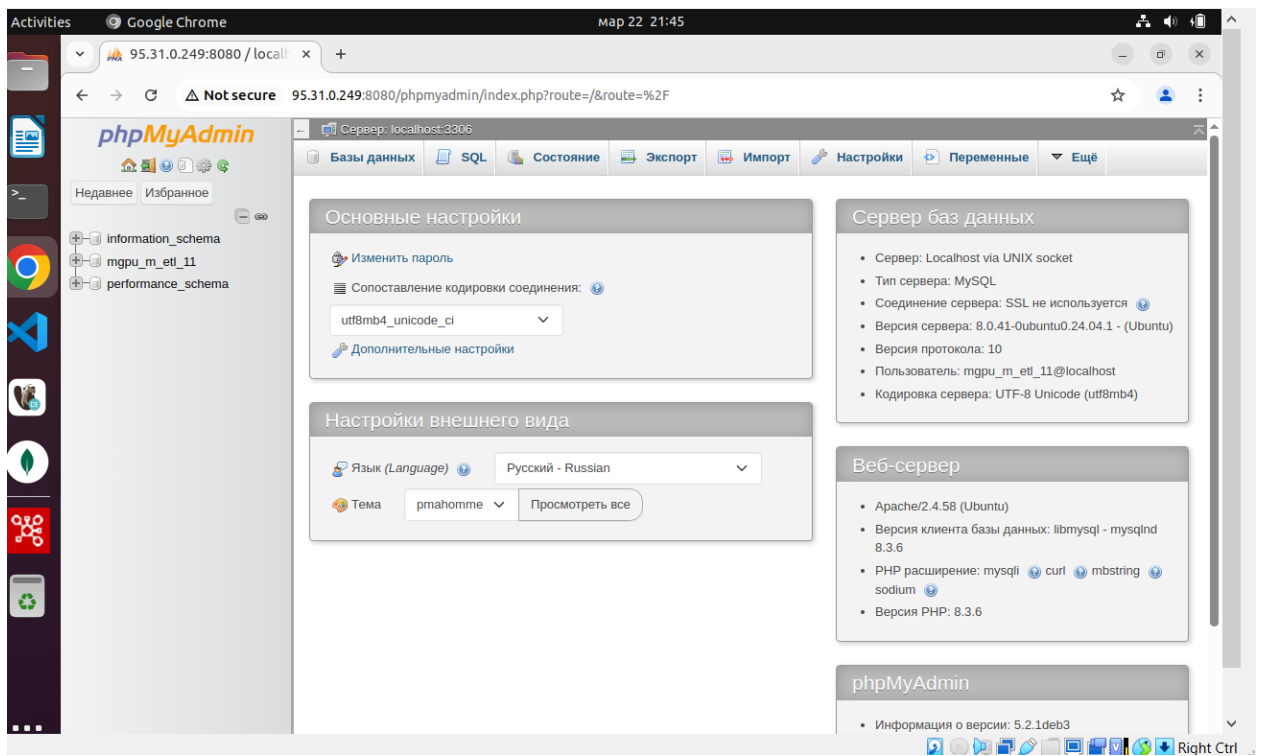 Activities Google Chrome мар 22 21:45
95.31.0.249:8080 / localh
Not secure 95.31.0.249:8080/phpmyadmin/index.php?route=/&route=%2F
phpMyAdmin
Недавнее Избранное
information_schema
mgpu_m_etl_11
performance_schema
Сервер: localhost:3306
Базы данных SQL Состояние Экспорт Импорт Настройки Переменные Ещё
Основные настройки
Изменить пароль
Сопоставление кодировки соединения:
utf8mb4_unicode_ci
Дополнительные настройки
Настройки внешнего вида
Язык (Language) Русский - Russian
Тема pmahomme Просмотреть все
Сервер баз данных
Сервер: Localhost via UNIX
socket
Тип сервера: MySQL
Соединение сервера: SSL не используется
Версия сервера: 8.0.41-0ubuntu0.24.04.1 - (Ubuntu)
Версия протокола: 10
Пользователь: mgpu_m_etl_11@localhost
Кодировка сервера: UTF-8
Unicode (utf8mb4)
Веб-сервер
Apache/2.4.58 (Ubuntu)
Версия клиента базы данных: libmysql - mysqlnd
8.3.6
PHP расширение: mysqli curl mbstring
sodium
Версия PHP: 8.3.6
phpMyAdmin
Информация о версии: 5.2.1deb3
Right Ctrl